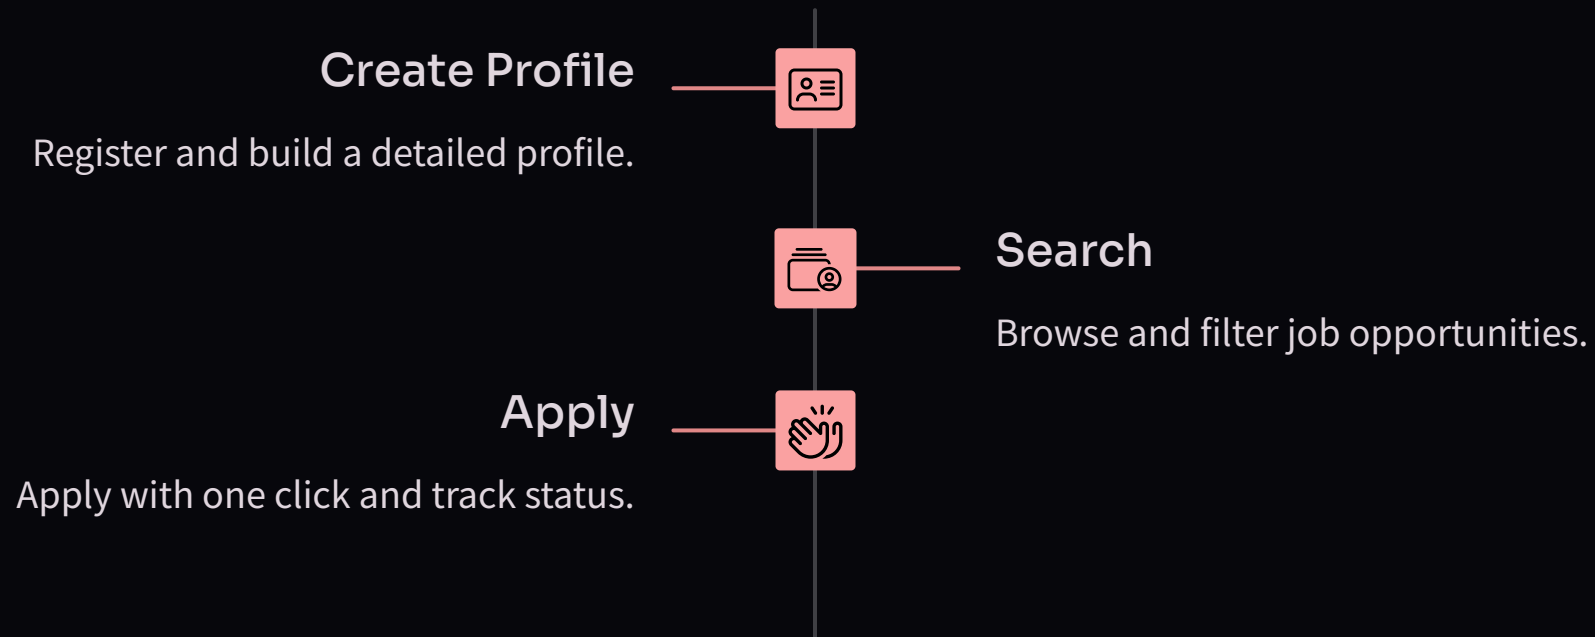 Create Profile
Register and build a detailed profile.
Search
Browse and filter job opportunities.
Apply
Apply with one click and track status.